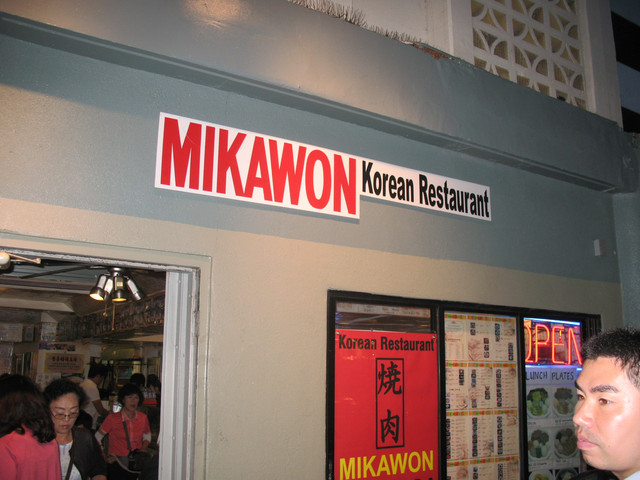 MIKAWON Korean Restaurant
Korean Restaurant
焼
肉
MIKAWON
OPEN
LUNCH PLATES